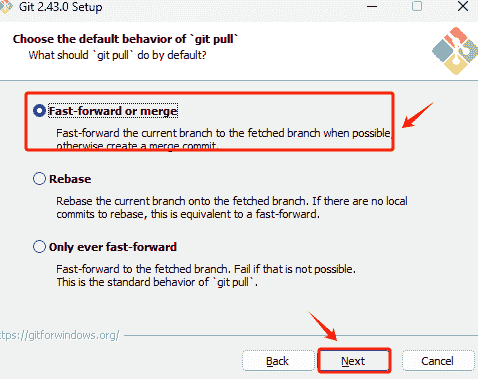 Git 2.43.0 Setup
Choose the default behavior of `git pull`
What should `git pull` do by default?
Fast-forward or merge
Fast-forward the current branch to the fetched branch when possible
otherwise create a merge commit.
Rebase
Rebase the current branch onto the fetched branch. If there are no local
commits to rebase, this is equivalent to a fast-forward.
Only ever fast-forward
Fast-forward to the fetched branch. Fail if that is not possible.
This is the standard behavior of `git pull`.
ttps://gitforwindows.org/
Back
Next
Cancel